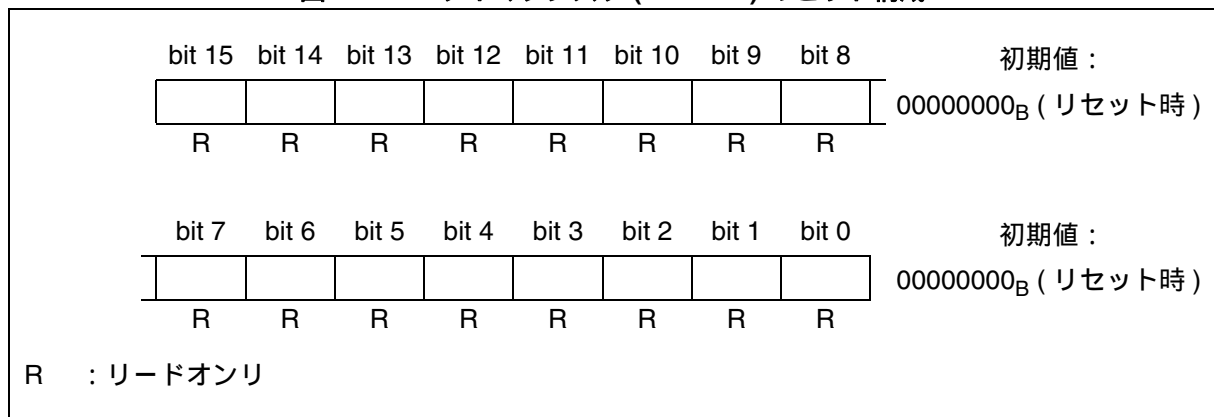 bit 15 bit 14 bit 13 bit 12 bit 11 bit 10 bit 9 bit 8 初期値：
00000000B ( リセット時 )
R R R R R R R R
bit 7 bit 6 bit 5 bit 4 bit 3 bit 2 bit 1 bit 0 初期値：
00000000B ( リセット時 )
R R R R R R R R
R ：リードオンリ